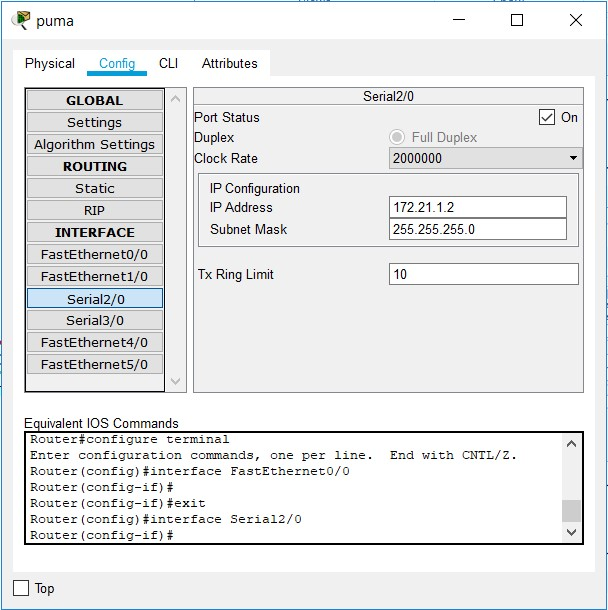 puma
Physical Config CLI Attributes
GLOBAL
Settings
Algorithm Settings
ROUTING
Static
RIP
INTERFACE
FastEthernet0/0
FastEthernet1/0
Serial2/0
Serial3/0
FastEthernet4/0
FastEthernet5/0
Serial2/0
Port Status On
Duplex Full Duplex
Clock Rate 2000000
IP Configuration
IP Address 172.21.1.2
Subnet Mask 255.255.255.0
Tx Ring Limit 10
Equivalent IOS Commands
Router#configure terminal
Enter configuration commands, one per line. End with CNTL/Z.
Router(config)#interface FastEthernet0/0
Router(config-if)#
Router(config-if)#exit
Router(config)#interface Serial2/0
Router(config-if)#
Top